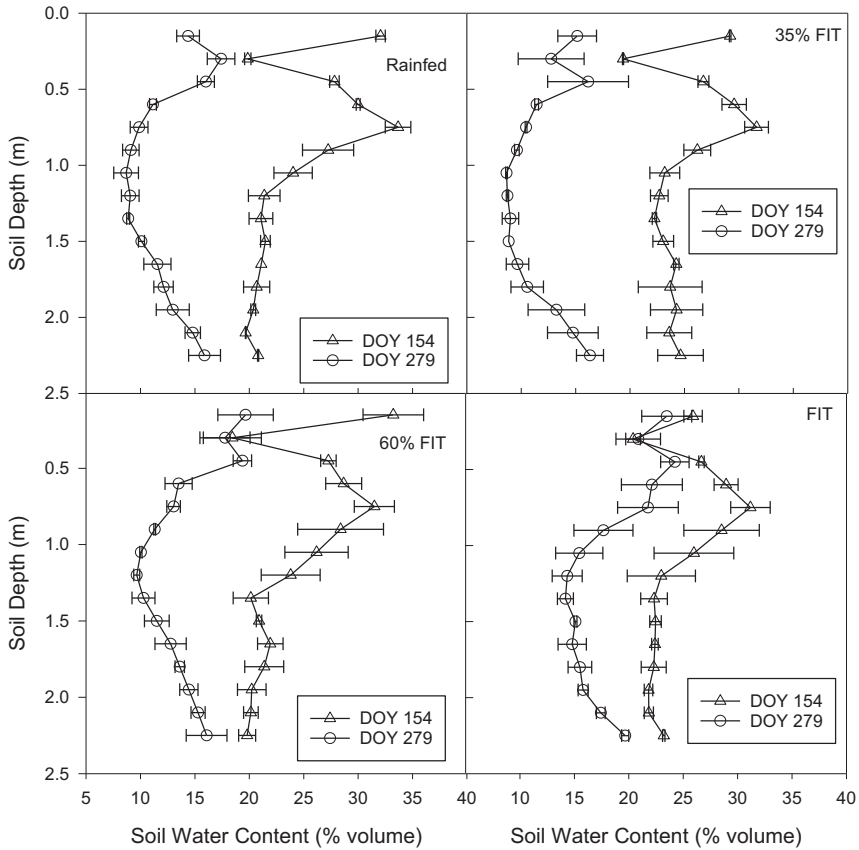 0.0
0.5
1.0
1.5
2.0
2.5
Soil Depth (m)
Rainfed
DOY 154
DOY 279
35% FIT
DOY 154
DOY 279
0.5
1.0
1.5
2.0
2.5
Soil Depth (m)
60% FIT
DOY 154
DOY 279
FIT
DOY 154
DOY 279
5 10 15 20 25 30 35 40 10 15 20 25 30 35 40
Soil Water Content (% volume) Soil Water Content (% volume)